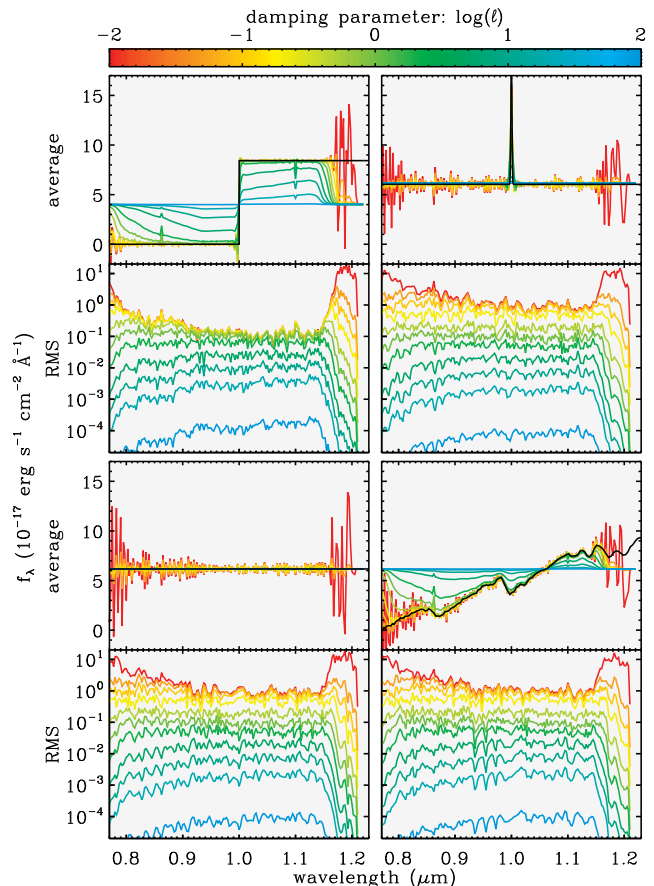 damping parameter: log(ℓ)
−2 −1 0 1 2
average
15
10
5
0
RMS
10¹
10⁰
10⁻¹
10⁻²
10⁻³
10⁻⁴
f_λ (10⁻¹⁷ erg s⁻¹ cm⁻² Å⁻¹)
average
15
10
5
0
RMS
10¹
10⁰
10⁻¹
10⁻²
10⁻³
10⁻⁴
0.8 0.9 1.0 1.1 1.2 0.8 0.9 1.0 1.1 1.2
wavelength (μm)